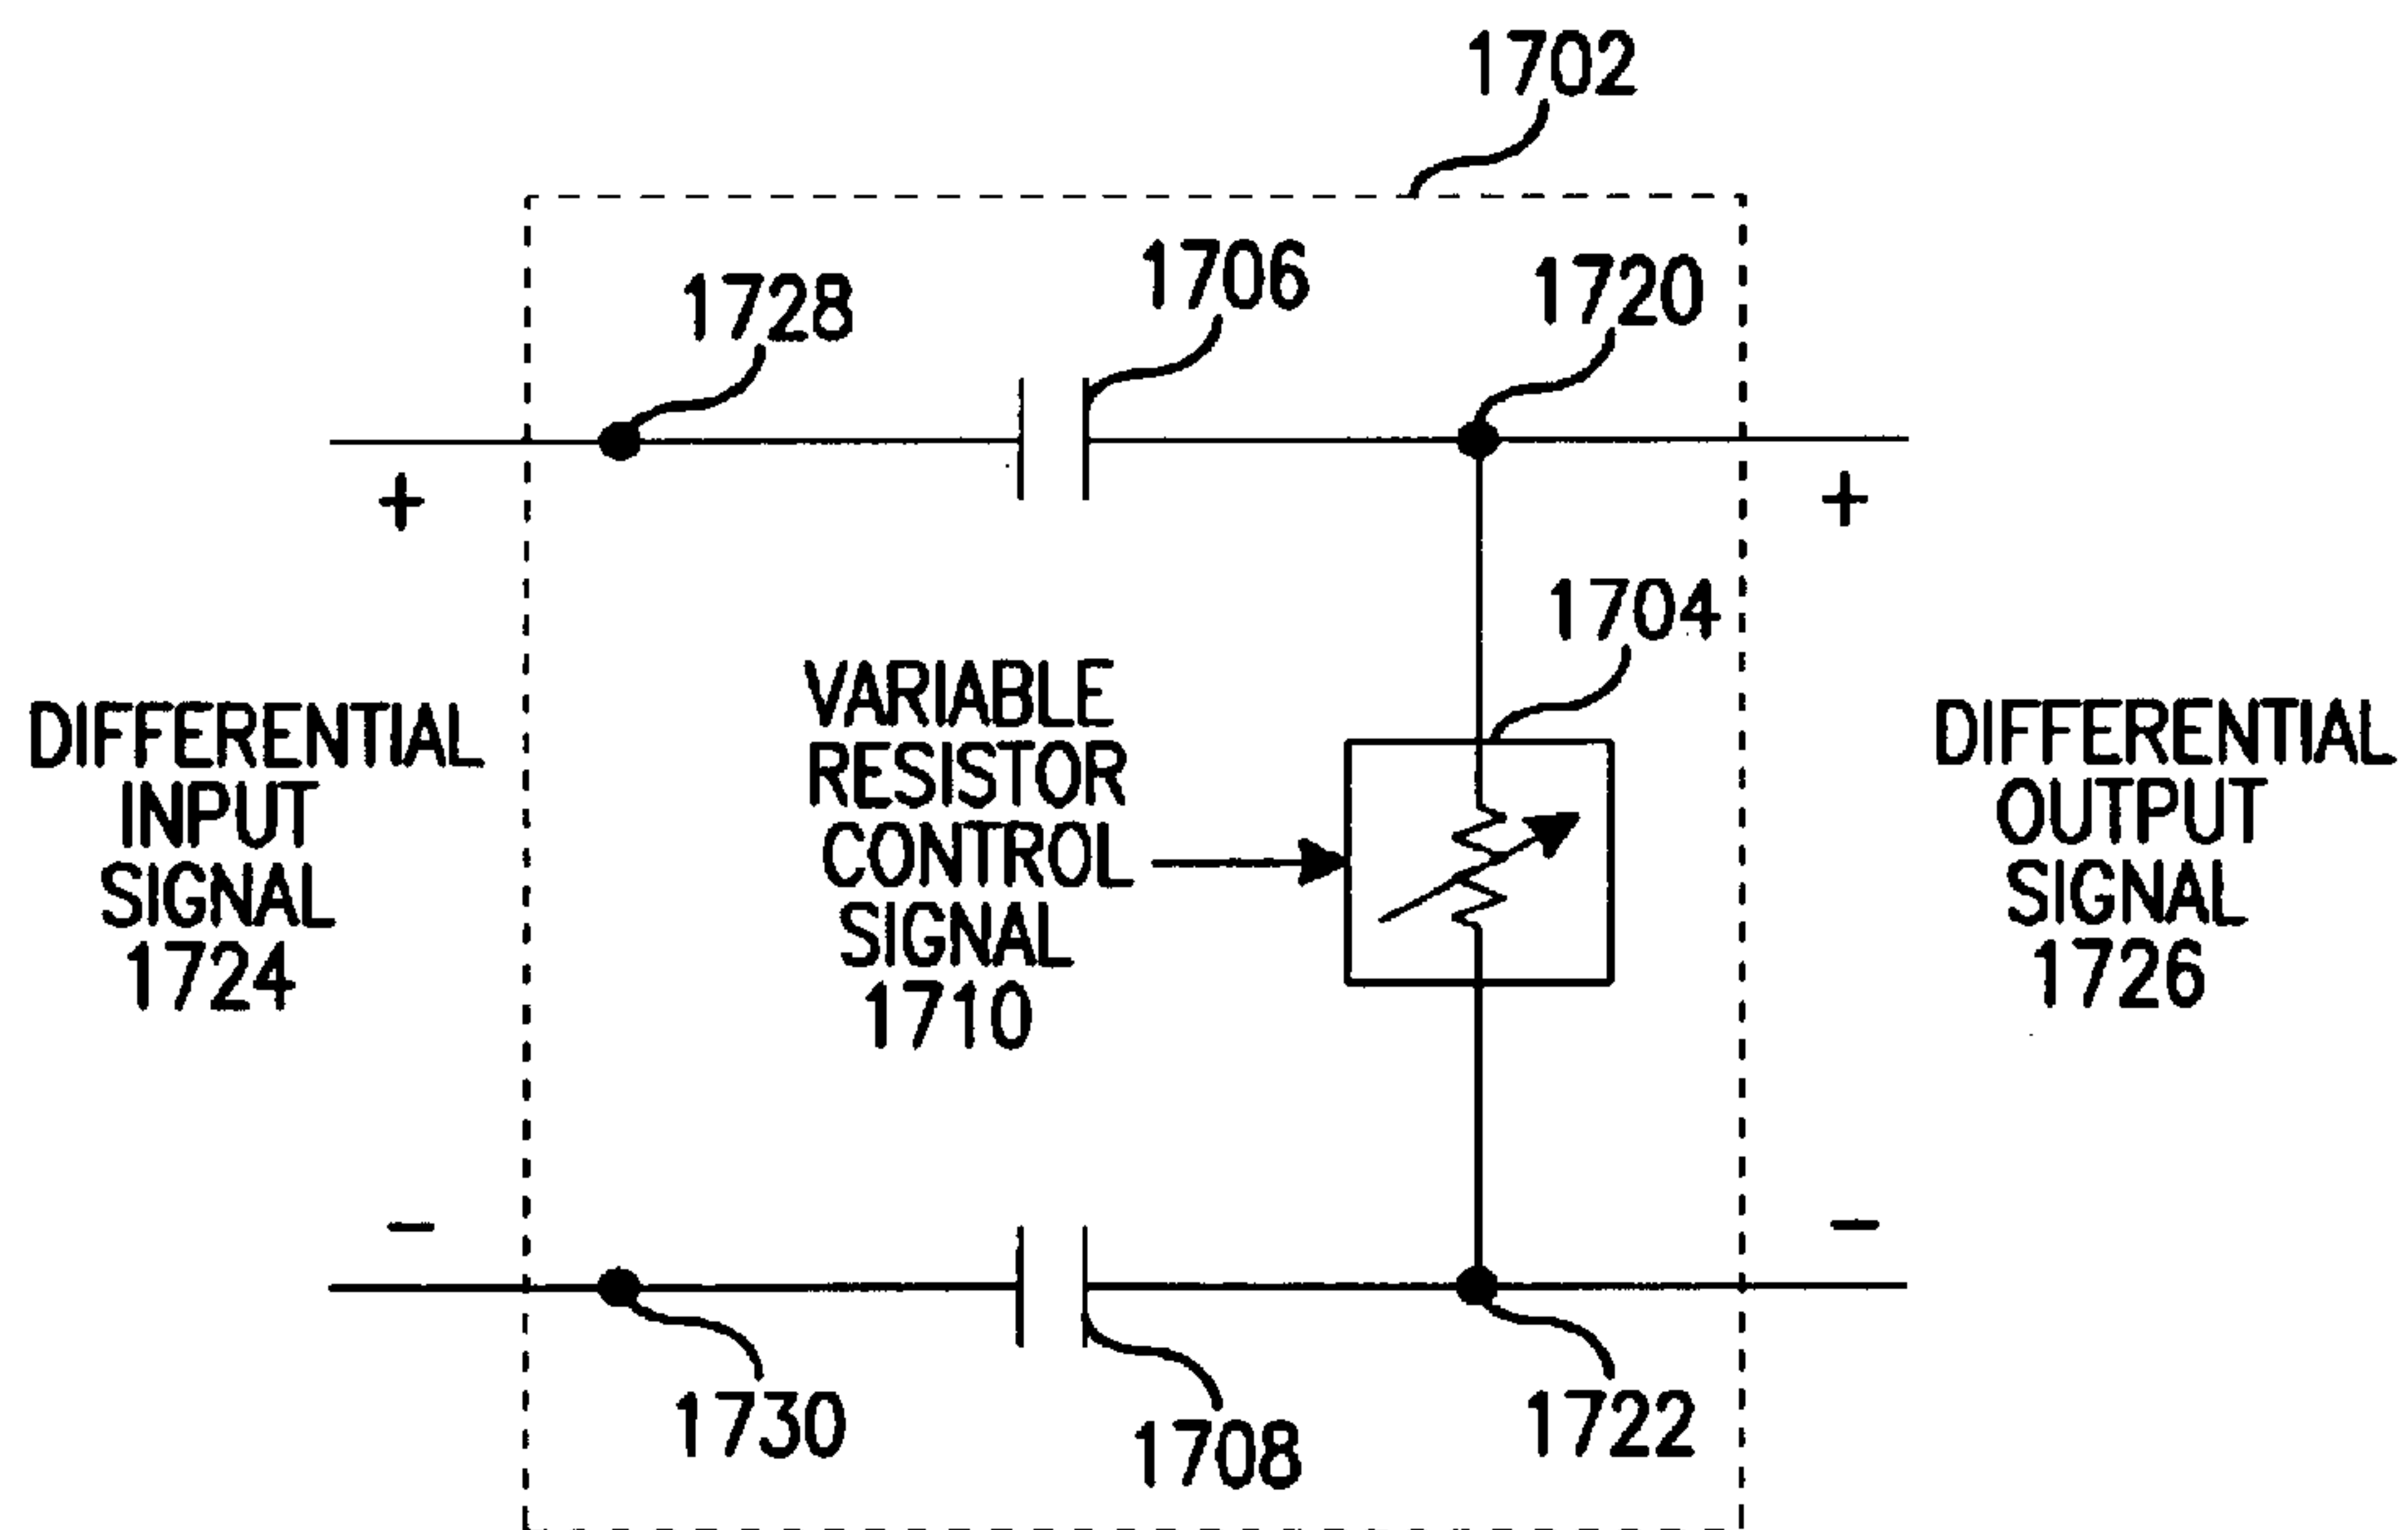 1702
1728
1706
1720
+
+
1704
DIFFERENTIAL
INPUT
SIGNAL
1724
VARIABLE
RESISTOR
CONTROL
SIGNAL
1710
DIFFERENTIAL
OUTPUT
SIGNAL
1726
−
−
1730
1708
1722